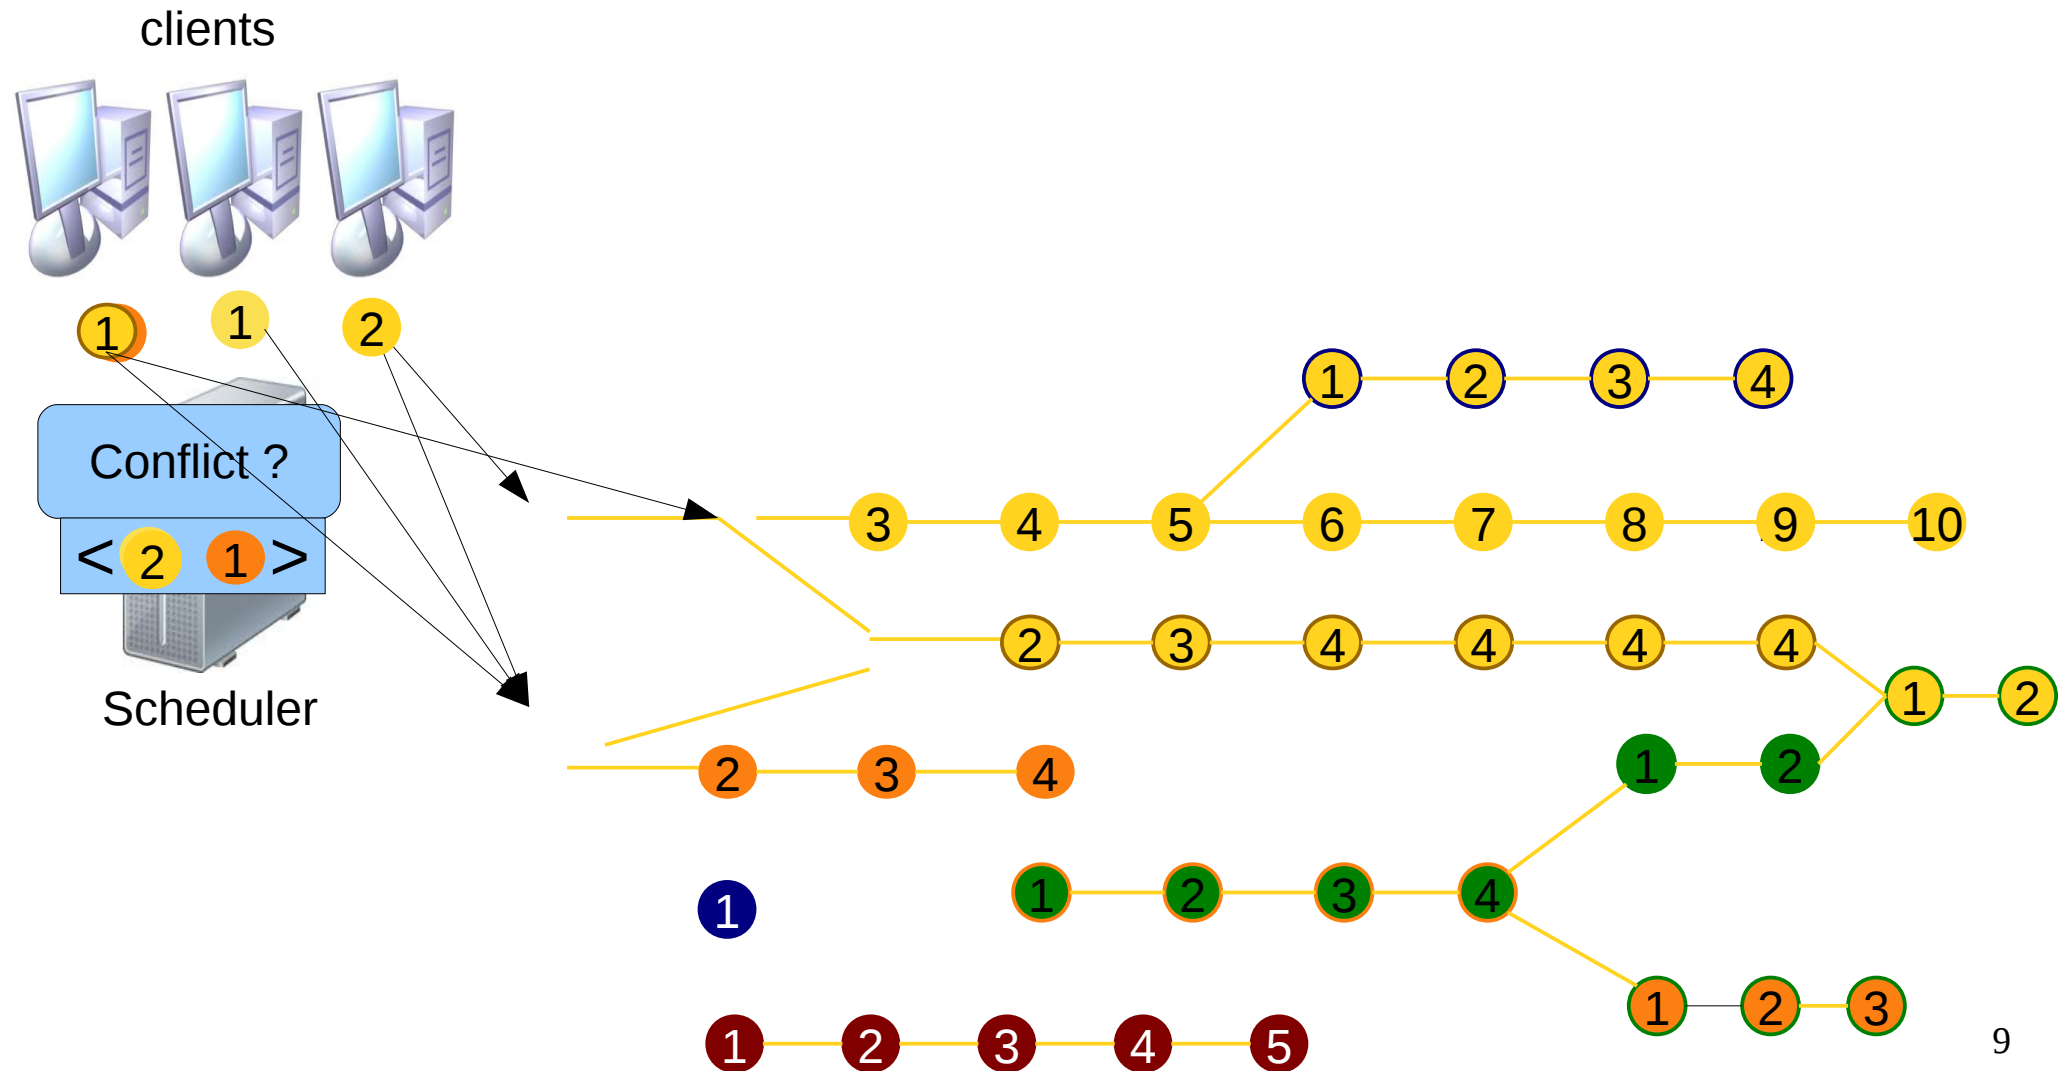 clients
1 1 2
1 2 3 4
Conflict ?
3 4 5 6 7 8 9 10
< 2 1 >
2 3 4 4 4 4
1 2
Scheduler
1 2
2 3 4
1 2 3 4
1
1 2 3
1 2 3 4 5
9